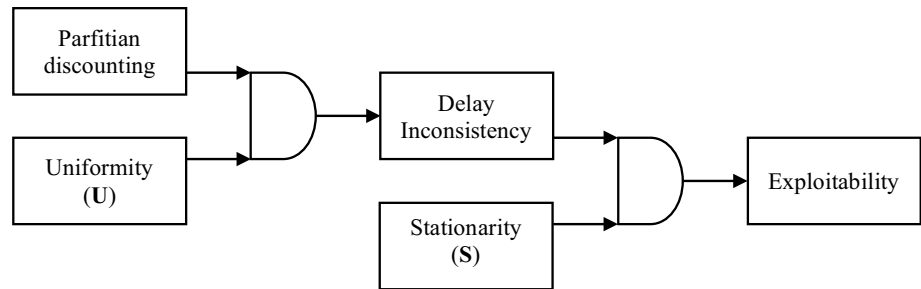 Parfitian
discounting
Uniformity
(U)
Delay
Inconsistency
Stationarity
(S)
Exploitability